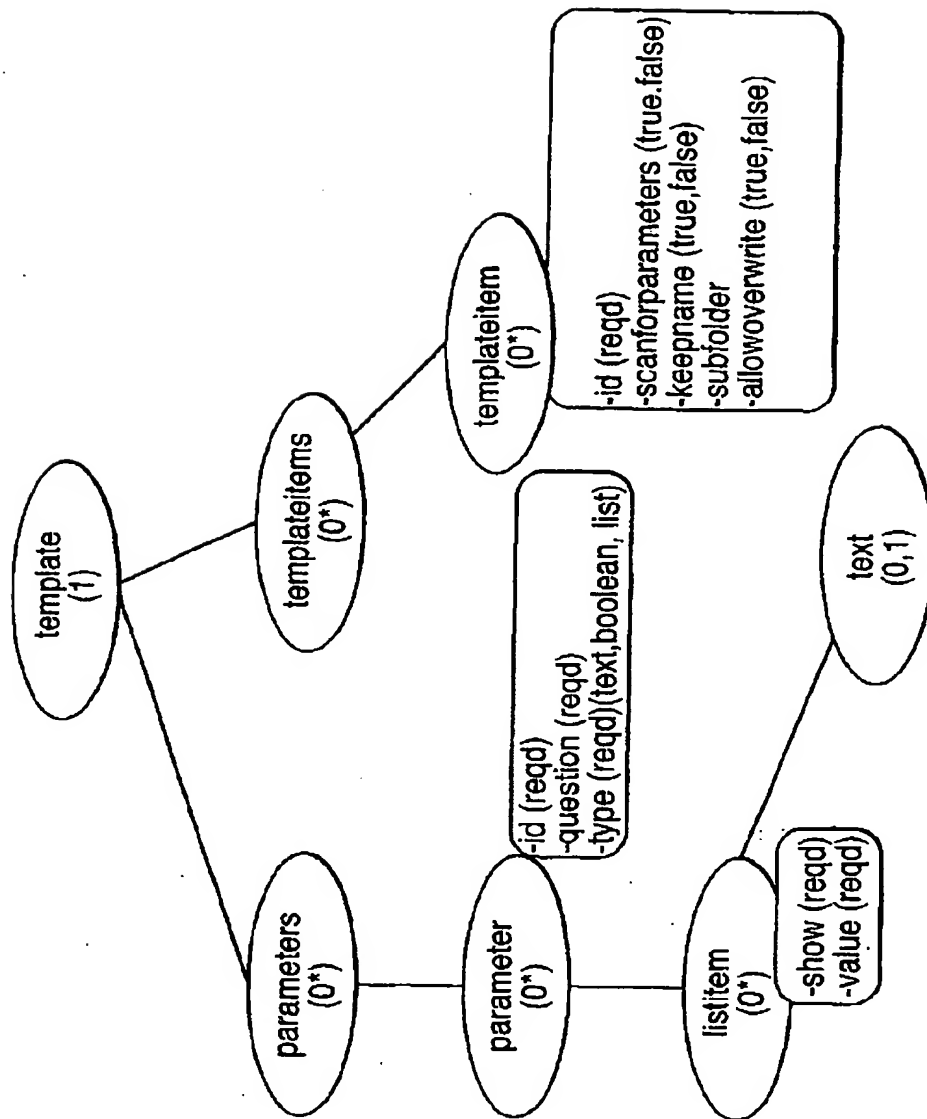 template
(1)
parameters
(0*)
templateitems
(0*)
parameter
(0*)
-id (reqd)
-question (reqd)
-type (reqd)(text,boolean, list)
templateitem
(0*)
-id (reqd)
-scanforparameters (true.false)
-keepname (true,false)
-subfolder
-allowoverwrite (true,false)
listitem
(0*)
-show (reqd)
-value (reqd)
text
(0,1)